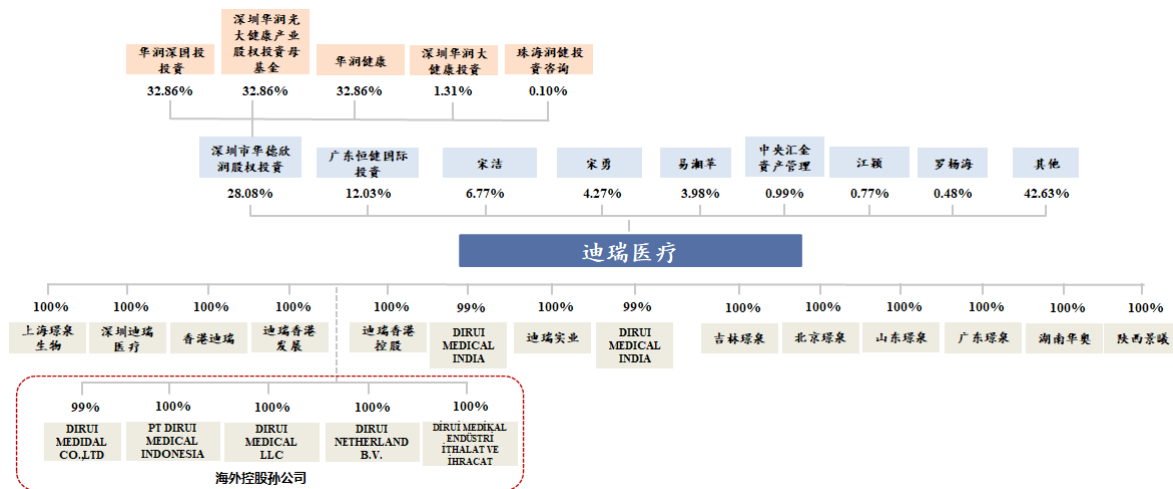 华润深国投
投资
深圳华润光
大健康产业
股权投资母
基金
华润健康
深圳华润大
健康投资
珠海润健投
资咨询
32.86%
32.86%
32.86%
1.31%
0.10%
深圳市华德欣
润股权投资
广东恒健国际
投资
宋洁
宋勇
易湘苹
中央汇金
资产管理
江颖
罗杨海
其他
28.08%
12.03%
6.77%
4.27%
3.98%
0.99%
0.77%
0.48%
42.63%
迪瑞医疗
100%
100%
100%
100%
100%
99%
100%
99%
100%
100%
100%
100%
100%
100%
上海璟泉
生物
深圳迪瑞
医疗
香港迪瑞
迪瑞香港
发展
迪瑞香港
控股
DIRUI
MEDICAL
INDIA
迪瑞实业
DIRUI
MEDICAL
INDIA
吉林璟泉
北京璟泉
山东璟泉
广东璟泉
湖南华奥
陕西景曦
99%
100%
100%
100%
100%
DIRUI
MEDIDAL
CO.,LTD
PT DIRUI
MEDICAL
INDONESIA
DIRUI
MEDICAL
LLC
DIRUI
NETHERLAND
B.V.
DİRUİ MEDİKAL
ENDÜSTRİ
İTHALAT VE
İHRACAT
海外控股孙公司